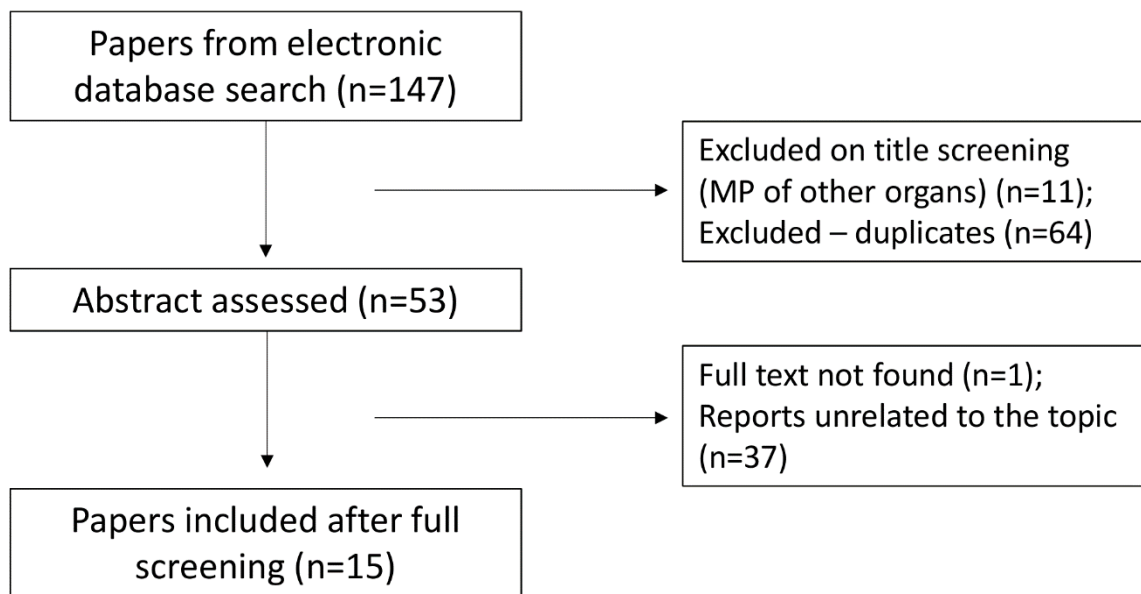 Papers from electronic
database search (n=147)
Excluded on title screening
(MP of other organs) (n=11);
Excluded – duplicates (n=64)
Abstract assessed (n=53)
Full text not found (n=1);
Reports unrelated to the topic
(n=37)
Papers included after full
screening (n=15)